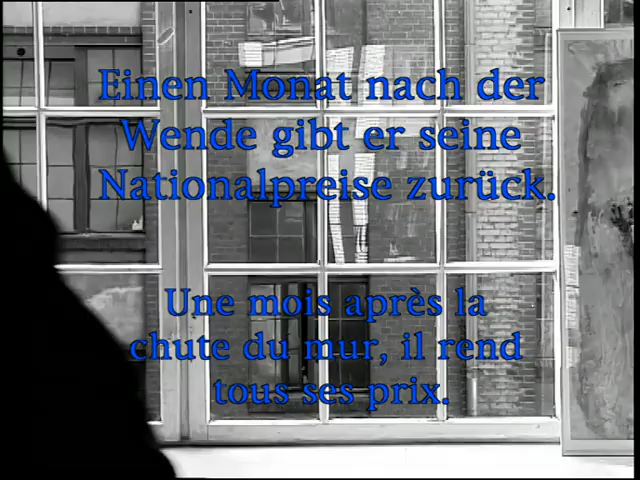 Einen Monat nach der
Wende gibt er seine
Nationalpreise zurück.
Une mois après la
chute du mur, il rend
tous ses prix.